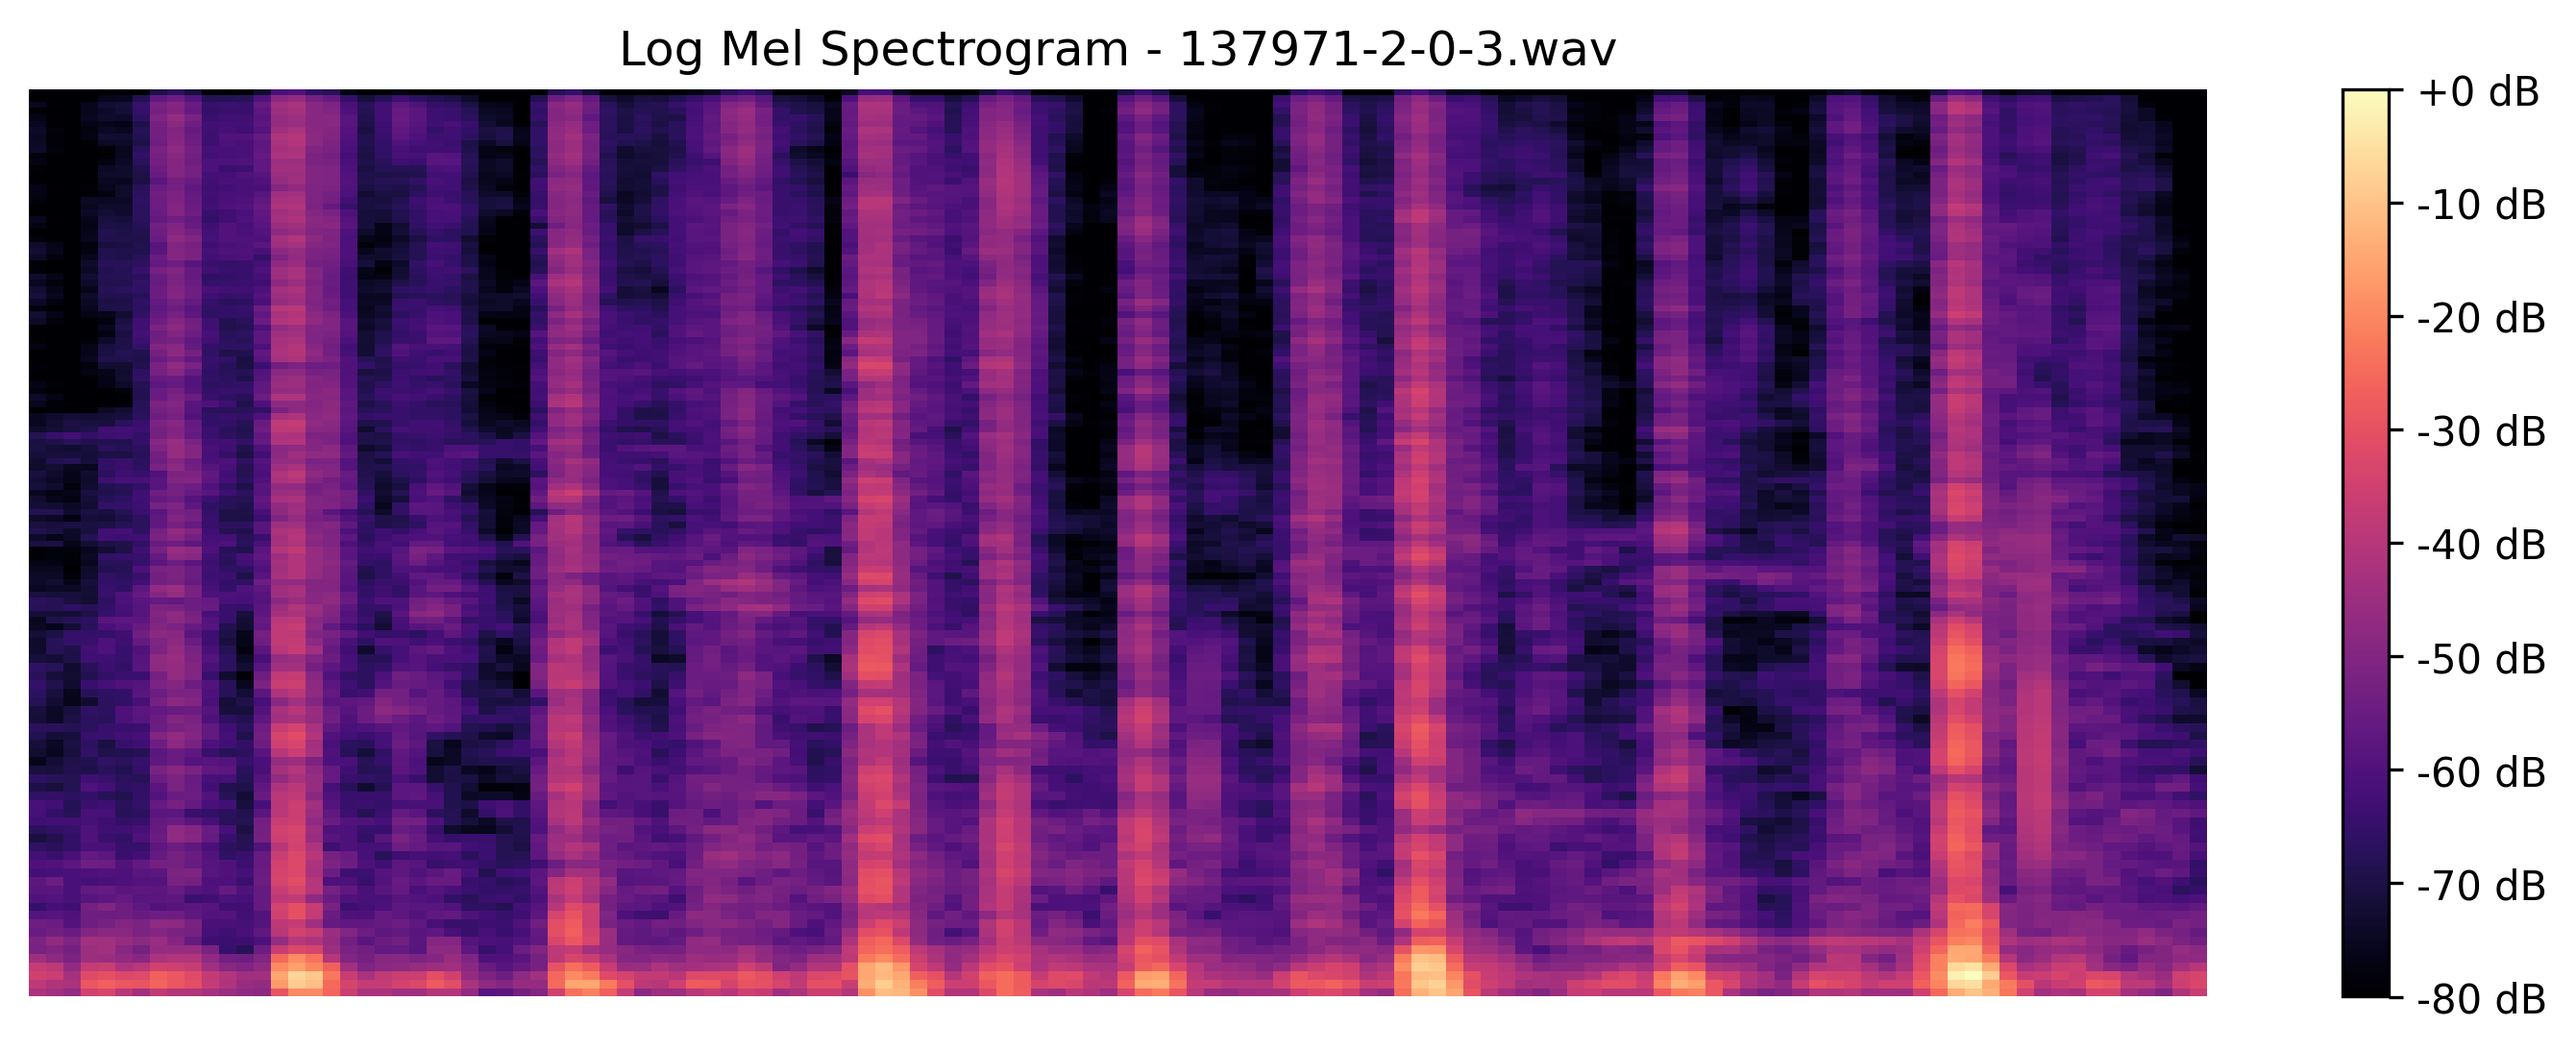 Log Mel Spectrogram - 137971-2-0-3.wav
+0 dB
-10 dB
-20 dB
-30 dB
-40 dB
-50 dB
-60 dB
-70 dB
-80 dB